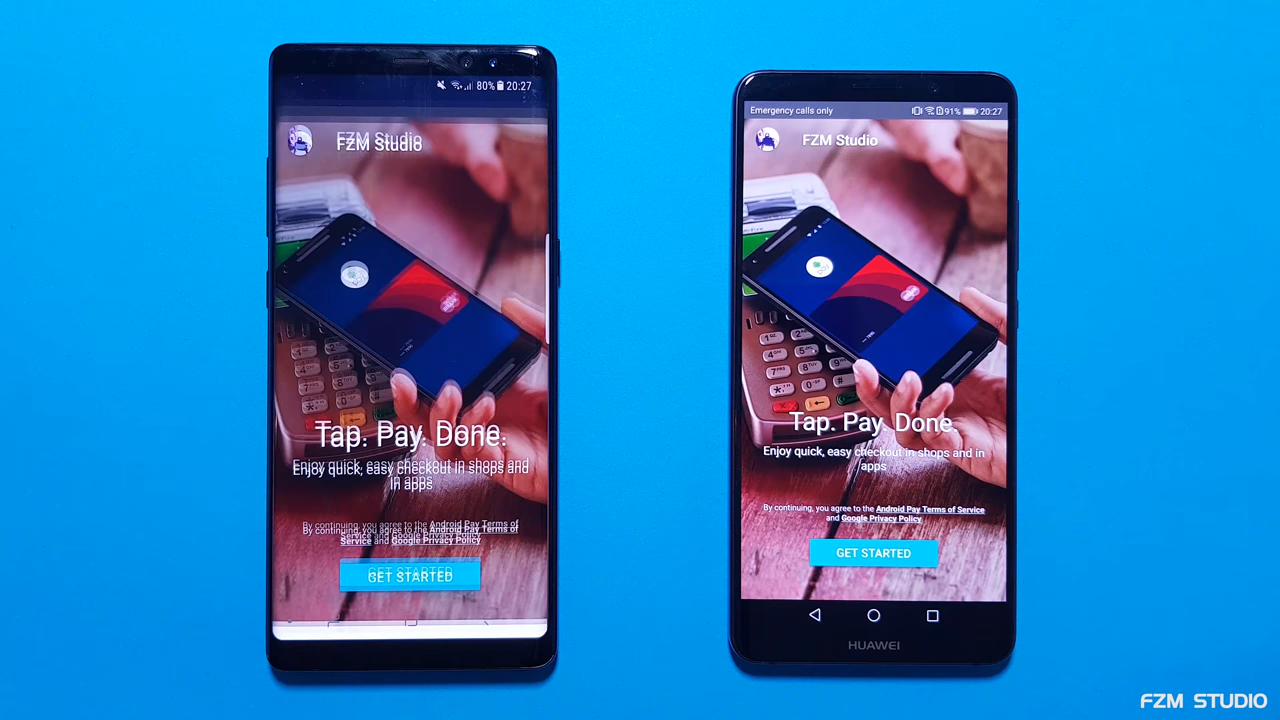 80% 20:27
FZM Studio
Tap. Pay. Done.
Enjoy quick, easy checkout in shops and
in apps
By continuing, you agree to the Android Pay Terms of
Service and Google Privacy Policy
GET STARTED
Emergency calls only
91% 20:27
FZM Studio
Tap. Pay. Done.
Enjoy quick, easy checkout in shops and in
apps
By continuing, you agree to the Android Pay Terms of Service
and Google Privacy Policy
GET STARTED
HUAWEI
FZM STUDIO